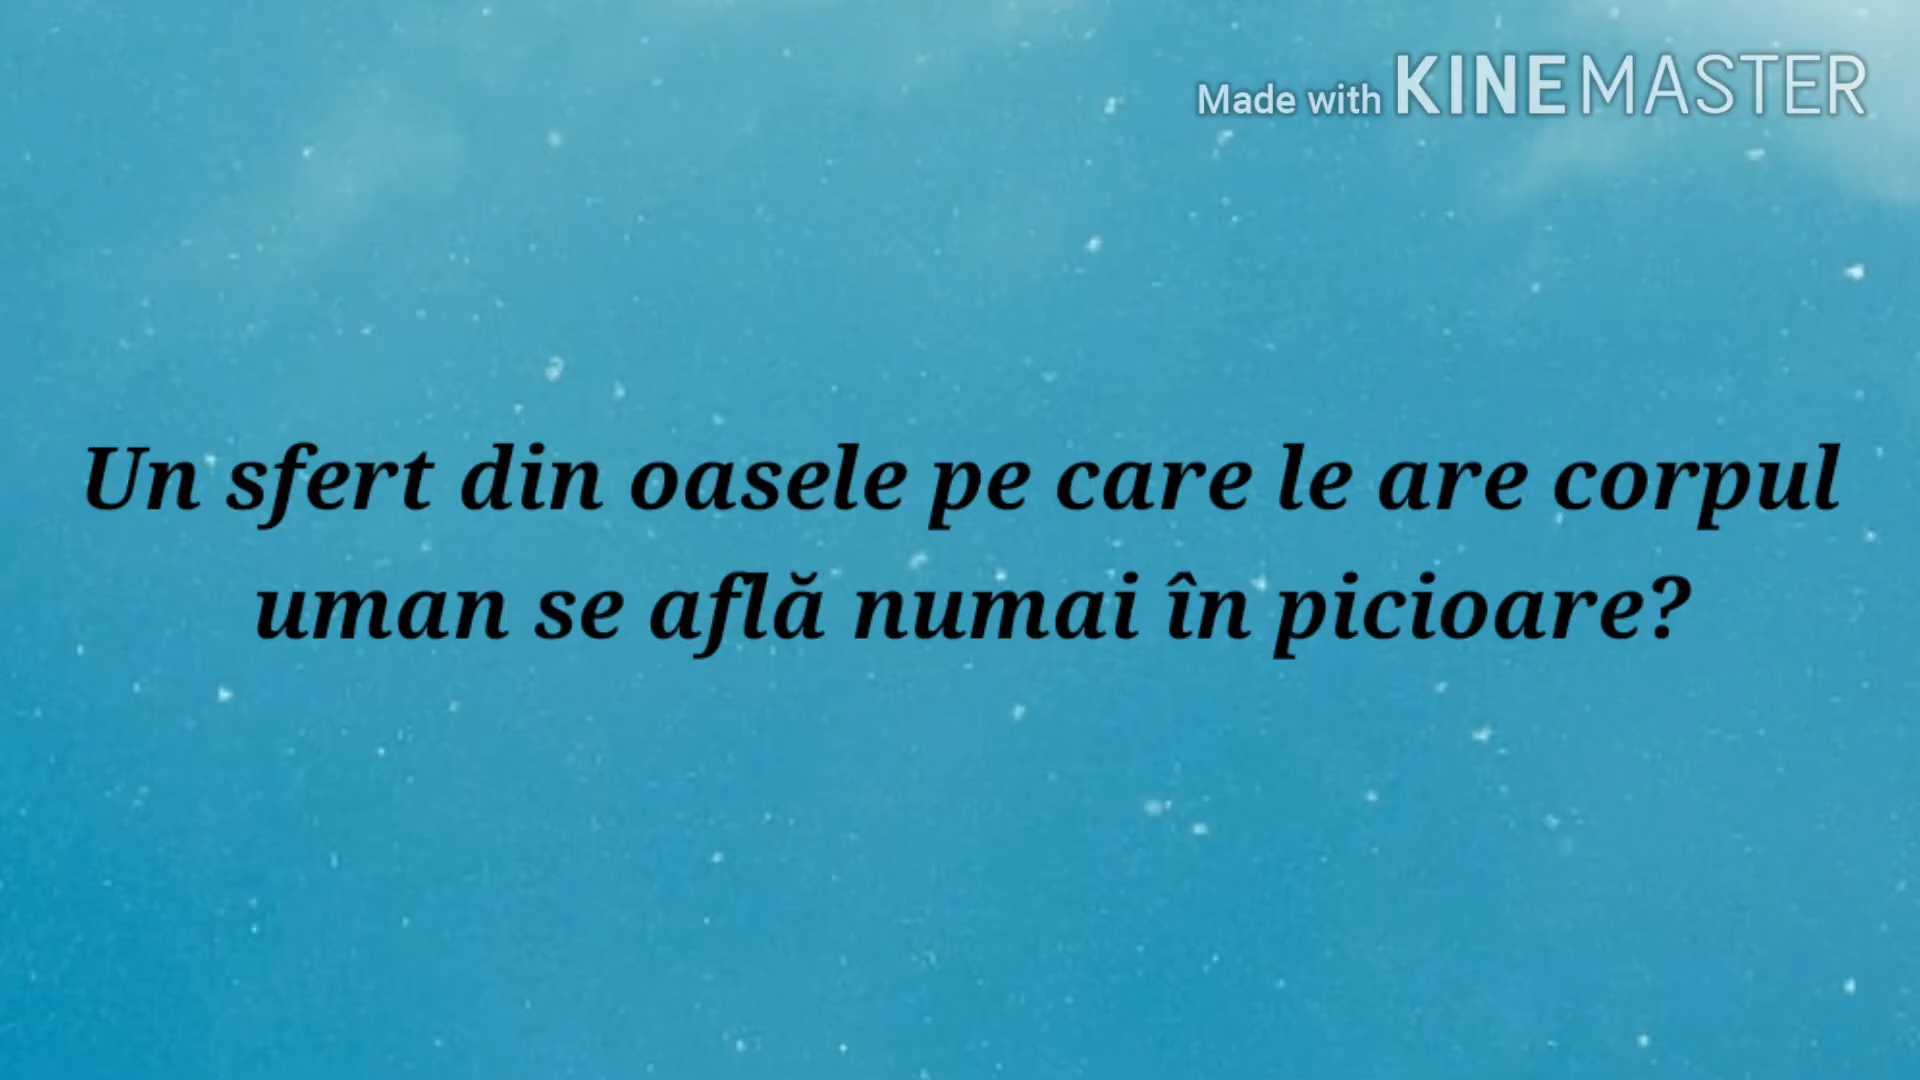 Made with KINEMASTER
Un sfert din oasele pe care le are corpul
uman se află numai în picioare?